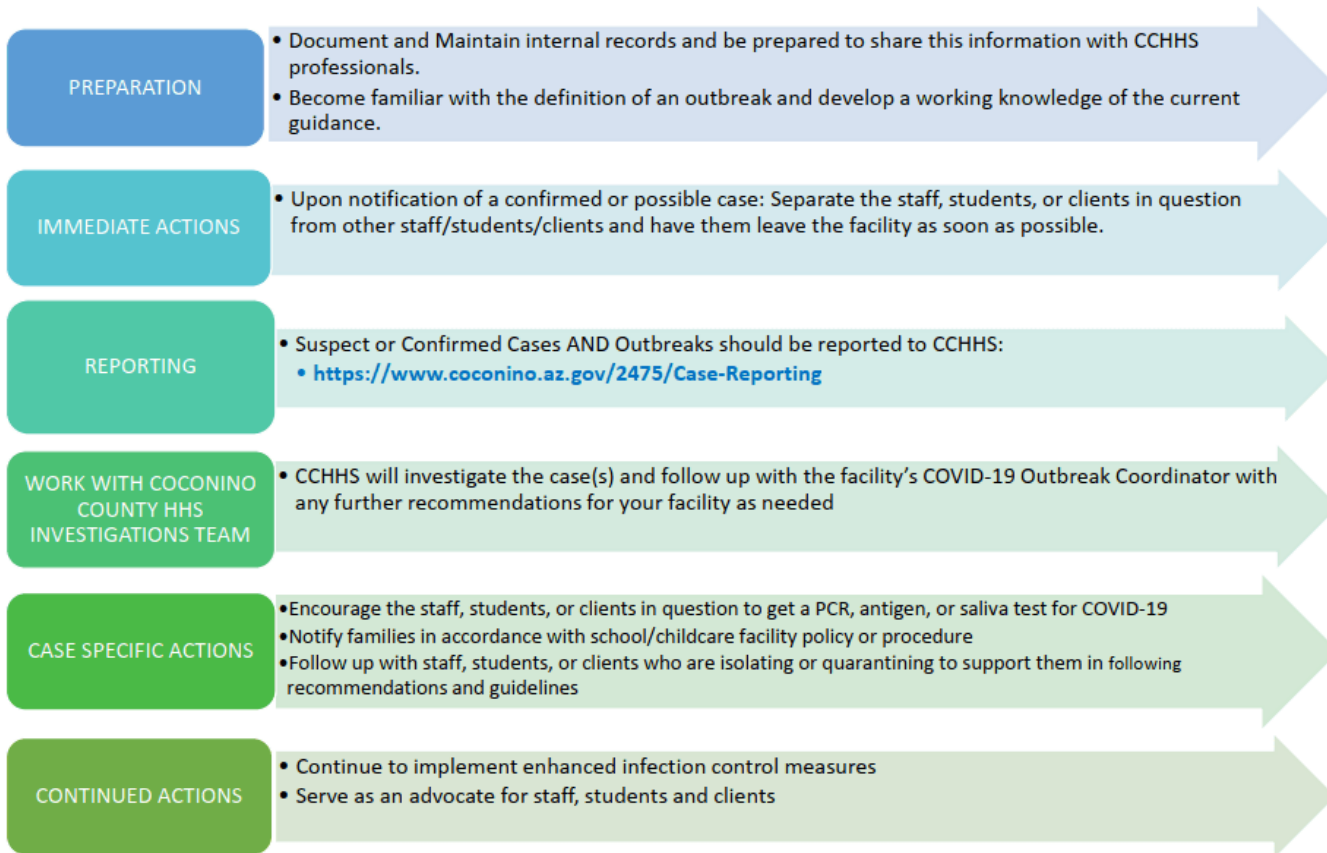 PREPARATION
• Document and Maintain internal records and be prepared to share this information with CCHHS
professionals.
• Become familiar with the definition of an outbreak and develop a working knowledge of the current
guidance.
IMMEDIATE ACTIONS
• Upon notification of a confirmed or possible case: Separate the staff, students, or clients in question
from other staff/students/clients and have them leave the facility as soon as possible.
REPORTING
• Suspect or Confirmed Cases AND Outbreaks should be reported to CCHHS:
• https://www.coconino.az.gov/2475/Case-Reporting
WORK WITH COCONINO
COUNTY HHS
INVESTIGATIONS TEAM
• CCHHS will investigate the case(s) and follow up with the facility's COVID-19 Outbreak Coordinator with
any further recommendations for your facility as needed
CASE SPECIFIC ACTIONS
•Encourage the staff, students, or clients in question to get a PCR, antigen, or saliva test for COVID-19
•Notify families in accordance with school/childcare facility policy or procedure
•Follow up with staff, students, or clients who are isolating or quarantining to support them in following
recommendations and guidelines
CONTINUED ACTIONS
• Continue to implement enhanced infection control measures
• Serve as an advocate for staff, students and clients